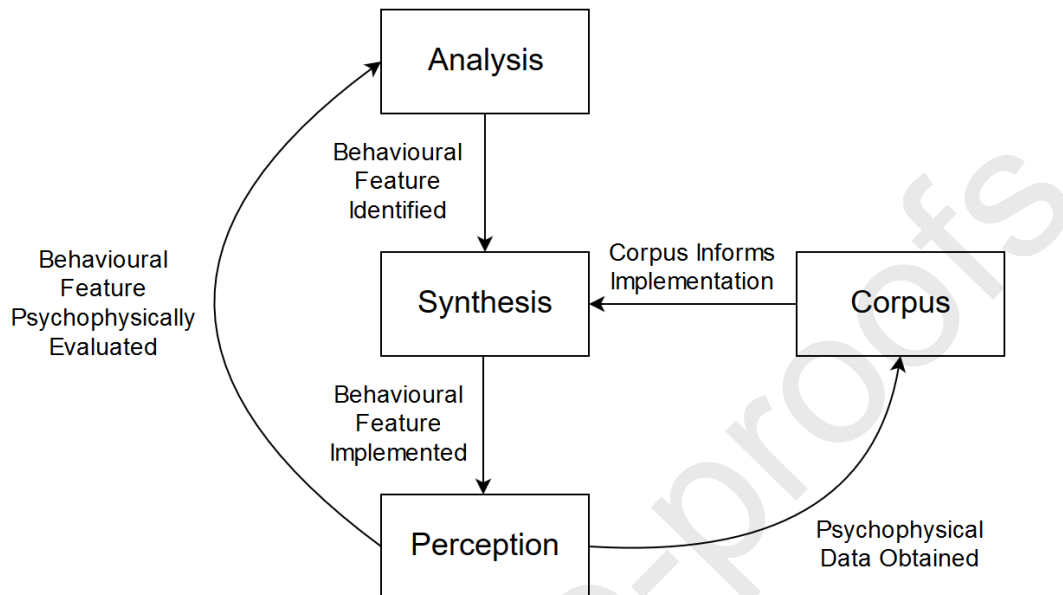 Analysis
Behavioural
Feature
Identified
Behavioural
Feature
Psychophysically
Evaluated
Synthesis
Corpus Informs
Implementation
Corpus
Behavioural
Feature
Implemented
Perception
Psychophysical
Data Obtained
-proofs